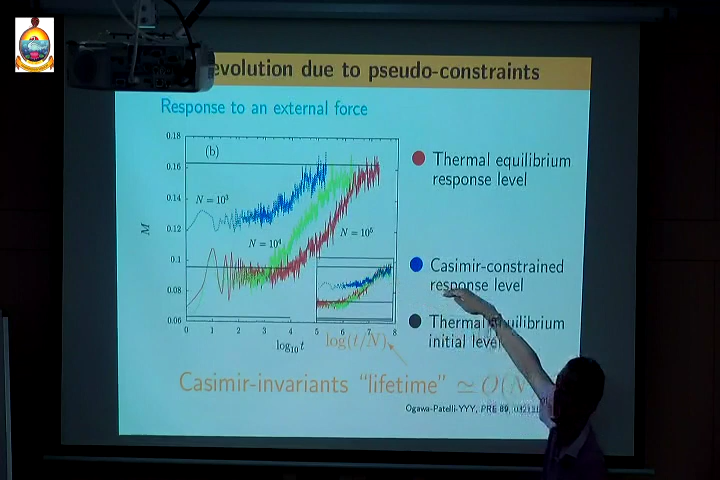 evolution due to pseudo-constraints
Response to an external force
(b)
N = 10³
N = 10⁴
N = 10⁵
M
0.18
0.16
0.14
0.12
0.1
0.08
0.06
0 1 2 3 4 5 6 7 8
log₁₀ t
log(t/N)
Thermal equilibrium
response level
Casimir-constrained
response level
Thermal equilibrium
initial level
Casimir-invariants “lifetime” ≃ O(N
Ogawa-Patelli-YYY, PRE 89,